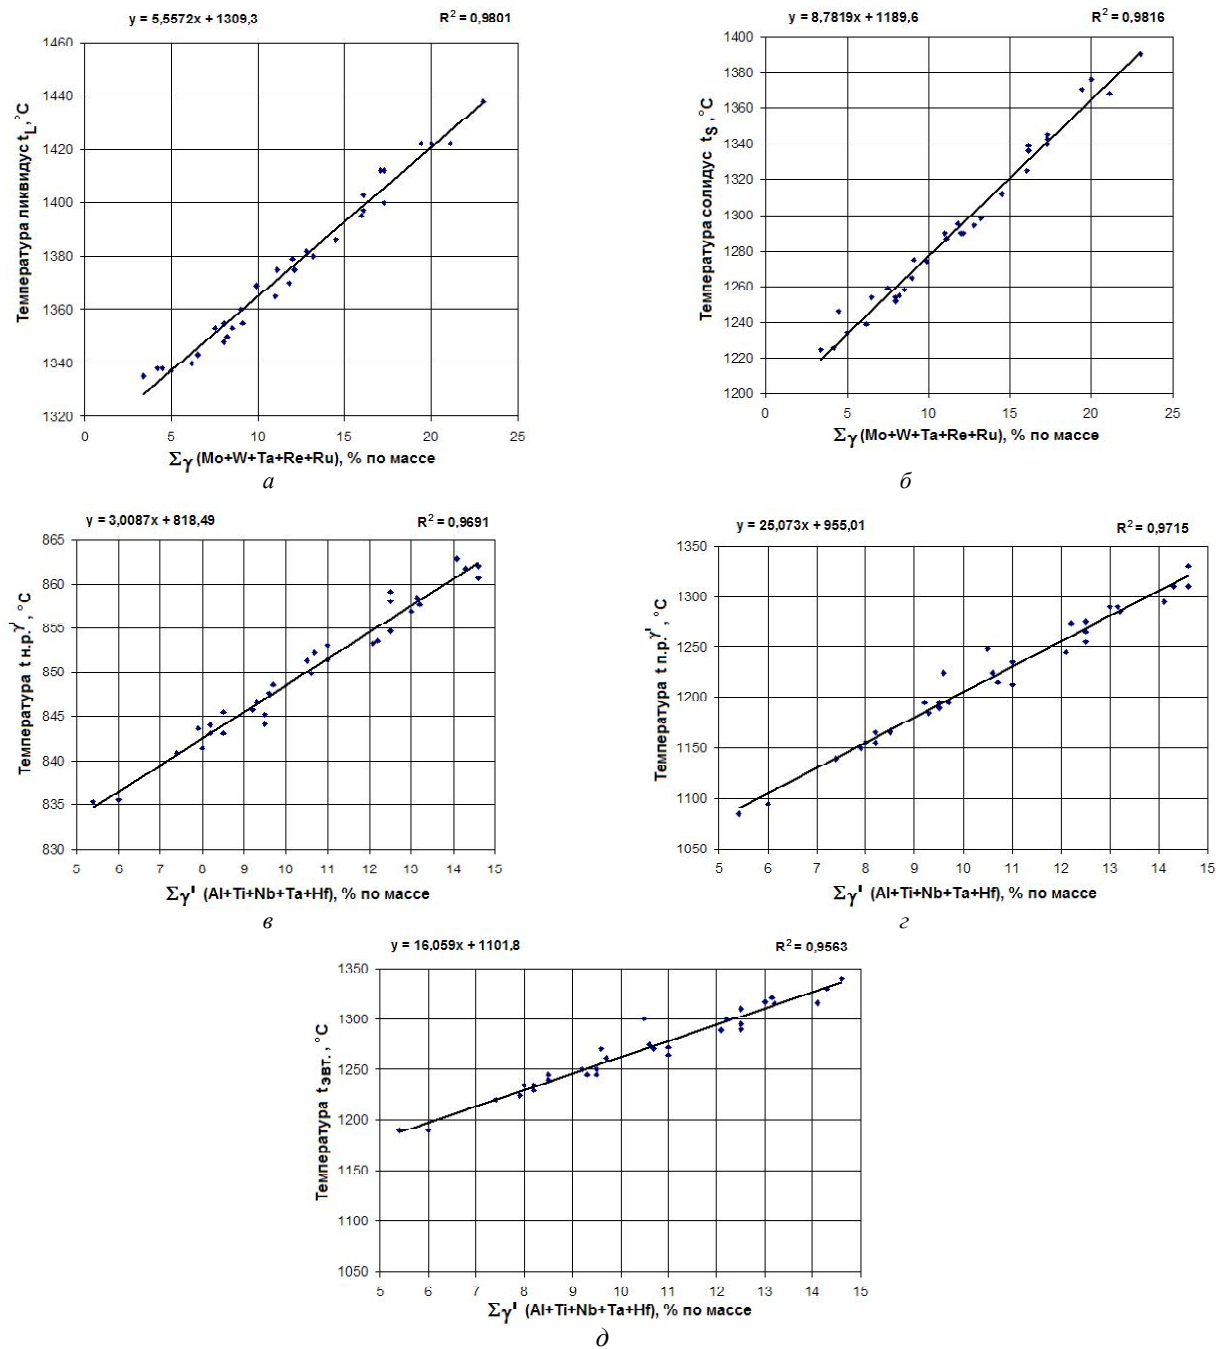 y = 5,5572x + 1309,3 R² = 0,9801
1460
1440
1420
1400
1380
1360
1340
1320
0 5 10 15 20 25
Температура ликвидус tL, °C
Σγ (Mo+W+Ta+Re+Ru), % по массе
а
y = 8,7819x + 1189,6 R² = 0,9816
1400
1380
1360
1340
1320
1300
1280
1260
1240
1220
1200
0 5 10 15 20 25
Температура солидус tS, °C
Σγ (Mo+W+Ta+Re+Ru), % по массе
б
y = 3,0087x + 818,49 R² = 0,9691
865
860
855
850
845
840
835
830
5 6 7 8 9 10 11 12 13 14 15
Температура t н.р.γ', °C
Σγ' (Al+Ti+Nb+Ta+Hf), % по массе
в
y = 25,073x + 955,01 R² = 0,9715
1350
1300
1250
1200
1150
1100
1050
5 6 7 8 9 10 11 12 13 14 15
Температура t п.р.γ', °C
Σγ' (Al+Ti+Nb+Ta+Hf), % по массе
г
y = 16,059x + 1101,8 R² = 0,9563
1350
1300
1250
1200
1150
1100
1050
5 6 7 8 9 10 11 12 13 14 15
Температура tэвт., °C
Σγ' (Al+Ti+Nb+Ta+Hf), % по массе
д